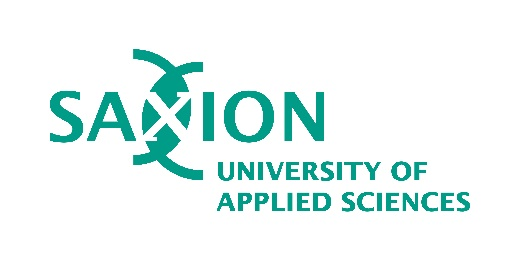 SAXION
UNIVERSITY OF
APPLIED SCIENCES